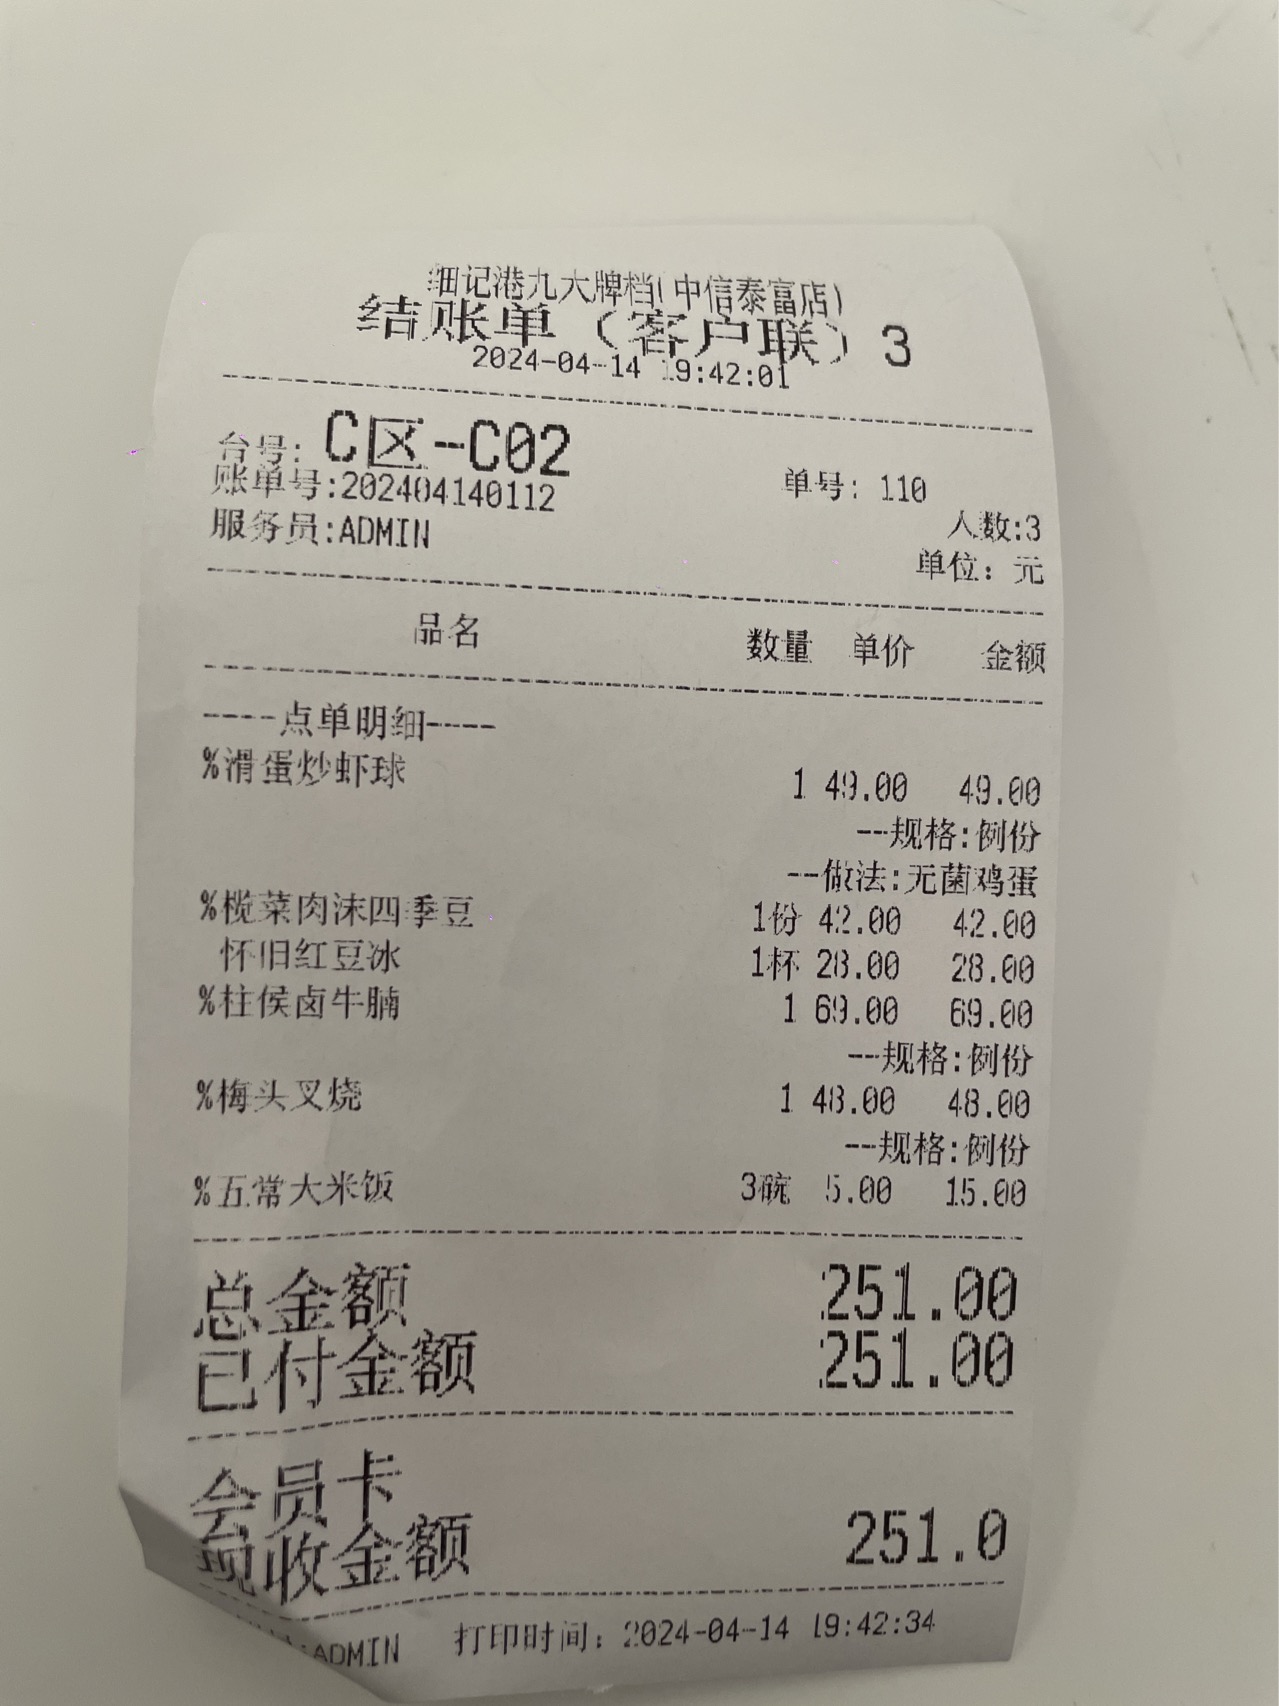 细记港九大牌档(中信泰富店)
结账单（客户联）3
2024-04-14 19:42:01
台号: C区-C02
单号: 110
账单号:202404140112
人数:3
服务员:ADMIN
单位: 元
品名 数量 单价 金额
----点单明细----
%滑蛋炒虾球 1 49.00 49.00
--规格:例份
--做法:无菌鸡蛋
%榄菜肉沫四季豆 1份 42.00 42.00
怀旧红豆冰 1杯 28.00 28.00
%柱侯卤牛腩 1 69.00 69.00
--规格:例份
%梅头叉烧 1 48.00 48.00
--规格:例份
%五常大米饭 3碗 5.00 15.00
总金额 251.00
已付金额 251.00
会员卡
现收金额 251.0
:ADMIN 打印时间: 2024-04-14 19:42:34